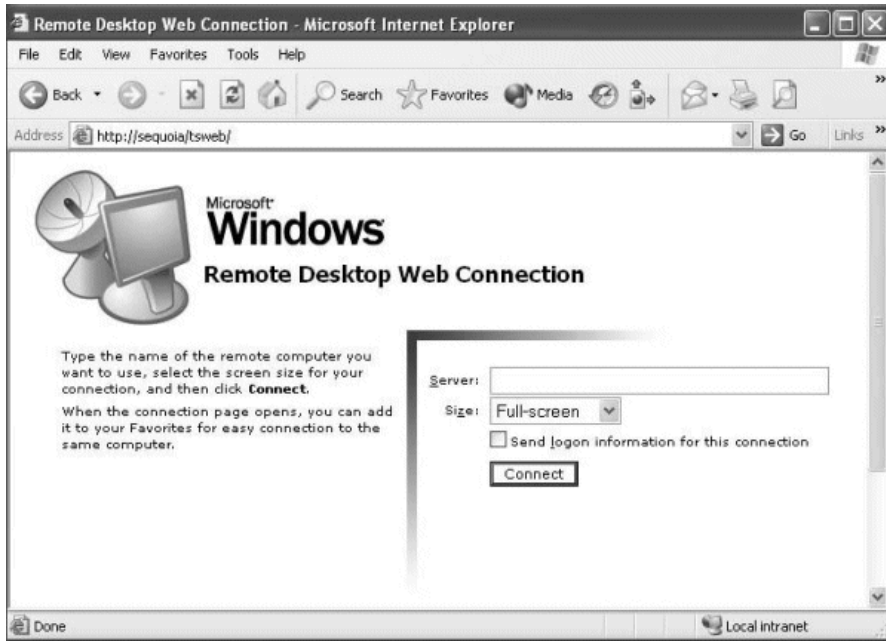 Remote Desktop Web Connection - Microsoft Internet Explorer
File Edit View Favorites Tools Help
Back Search Favorites Media
Address http://sequoia/tsweb/ Go Links »
Microsoft
Windows
Remote Desktop Web Connection
Type the name of the remote computer you
want to use, select the screen size for your
connection, and then click Connect.
When the connection page opens, you can add
it to your Favorites for easy connection to the
same computer.
Server:
Size: Full-screen
Send logon information for this connection
Connect
Done Local intranet